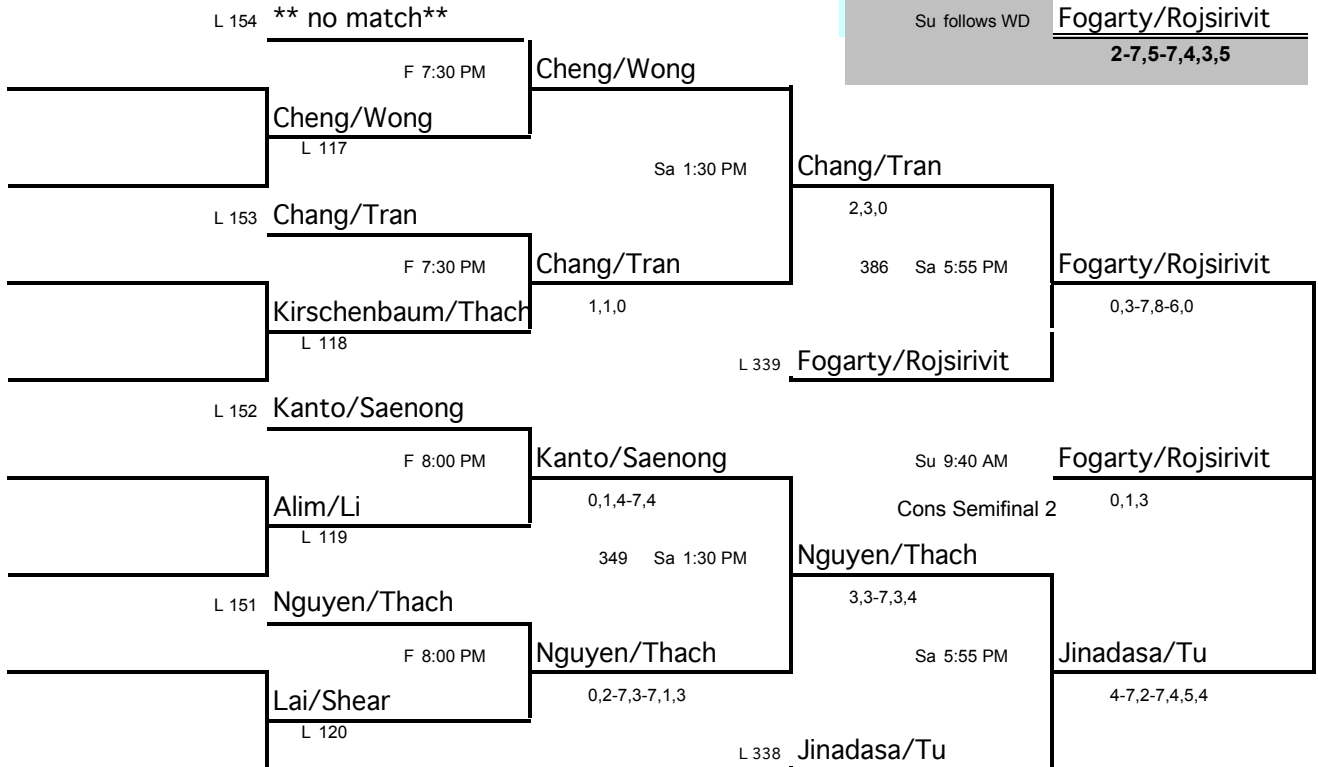 L 154 ** no match**
Su follows WD Fogarty/Rojsirivit
2-7,5-7,4,3,5
F 7:30 PM Cheng/Wong
Cheng/Wong
L 117
Sa 1:30 PM Chang/Tran
2,3,0
L 153 Chang/Tran
F 7:30 PM Chang/Tran
386 Sa 5:55 PM Fogarty/Rojsirivit
1,1,0
0,3-7,8-6,0
Kirschenbaum/Thach
L 118
L 339 Fogarty/Rojsirivit
L 152 Kanto/Saenong
F 8:00 PM Kanto/Saenong
Su 9:40 AM Fogarty/Rojsirivit
0,1,4-7,4
Cons Semifinal 2 0,1,3
Alim/Li
L 119
349 Sa 1:30 PM Nguyen/Thach
3,3-7,3,4
L 151 Nguyen/Thach
F 8:00 PM Nguyen/Thach
Sa 5:55 PM Jinadasa/Tu
0,2-7,3-7,1,3
4-7,2-7,4,5,4
Lai/Shear
L 120
L 338 Jinadasa/Tu